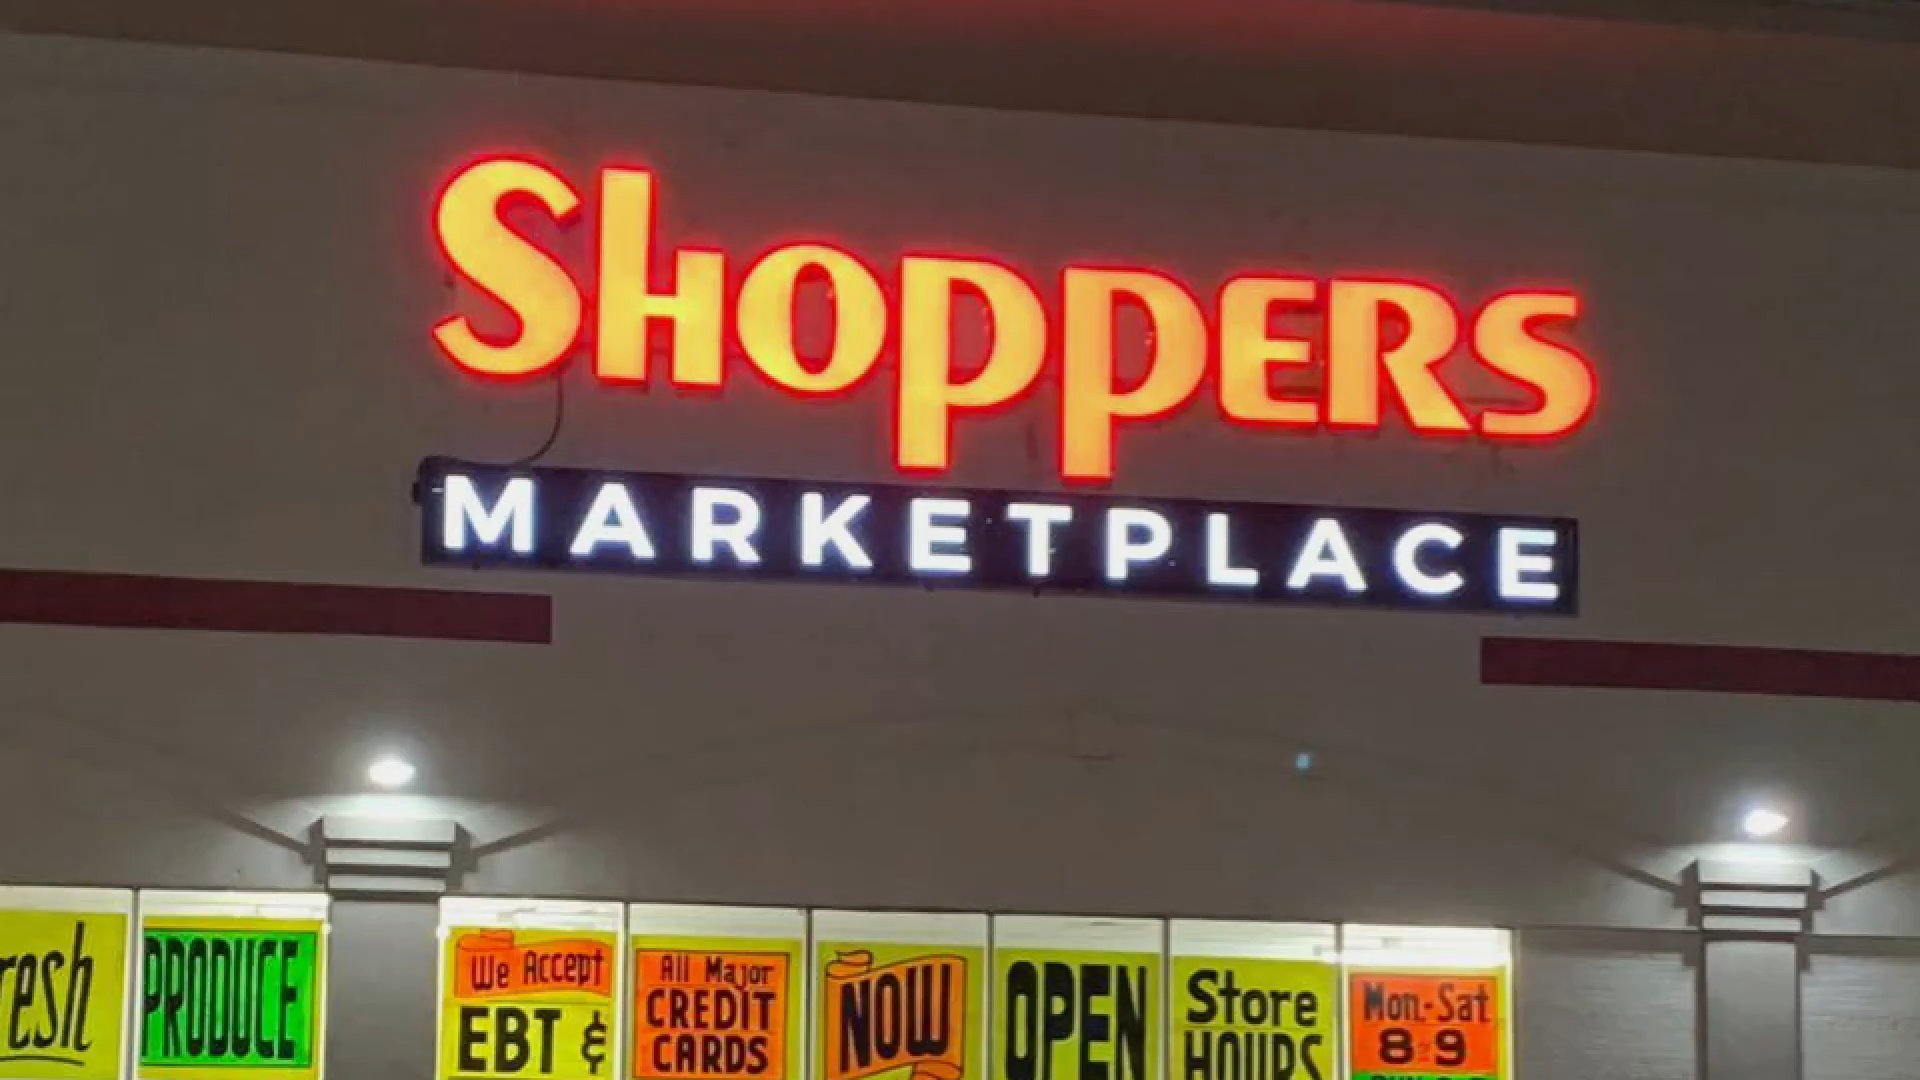 Shoppers
MARKETPLACE
resh
PRODUCE
We Accept
EBT &
All Major
CREDIT
CARDS
NOW
OPEN
Store
HOURS
Mon.-Sat
8-9